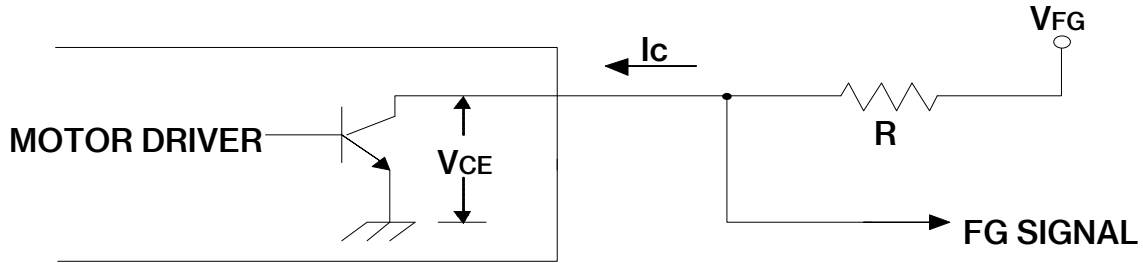 VFG
IC
MOTOR DRIVER
R
VCE
FG SIGNAL